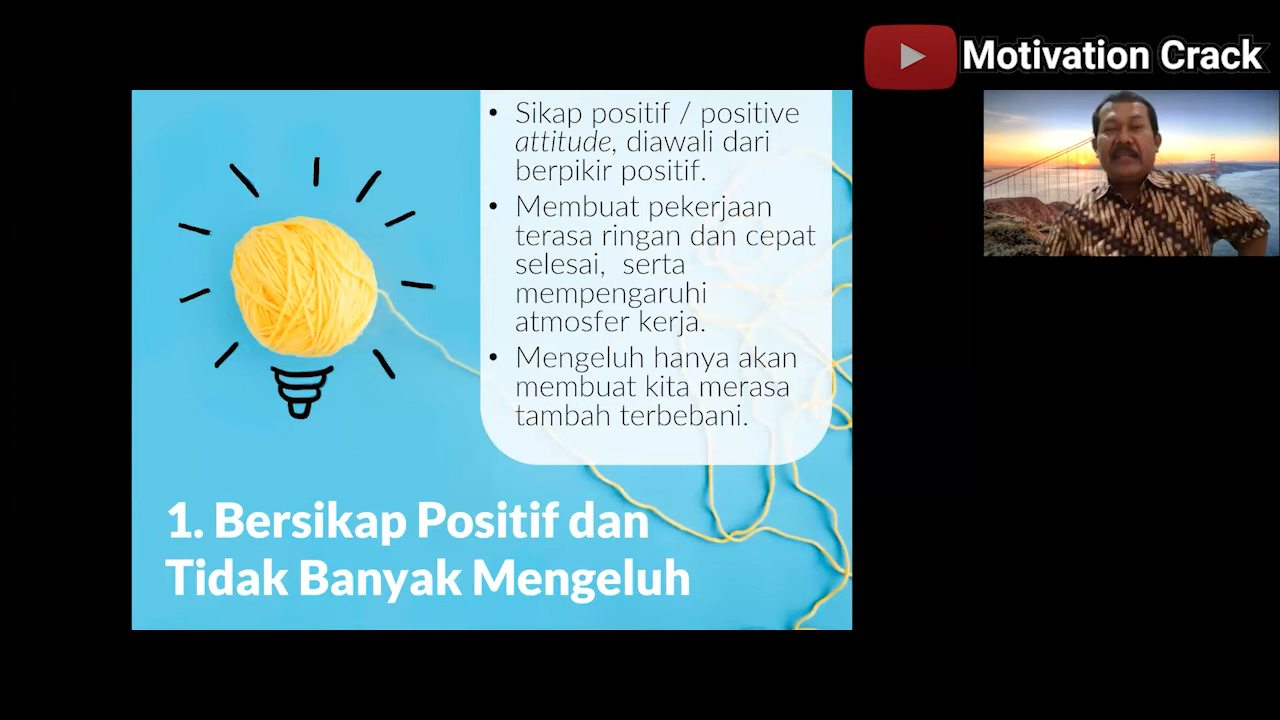 Motivation Crack
• Sikap positif / positive
attitude, diawali dari
berpikir positif.
• Membuat pekerjaan
terasa ringan dan cepat
selesai, serta
mempengaruhi
atmosfer kerja.
• Mengeluh hanya akan
membuat kita merasa
tambah terbebani.
1. Bersikap Positif dan
Tidak Banyak Mengeluh